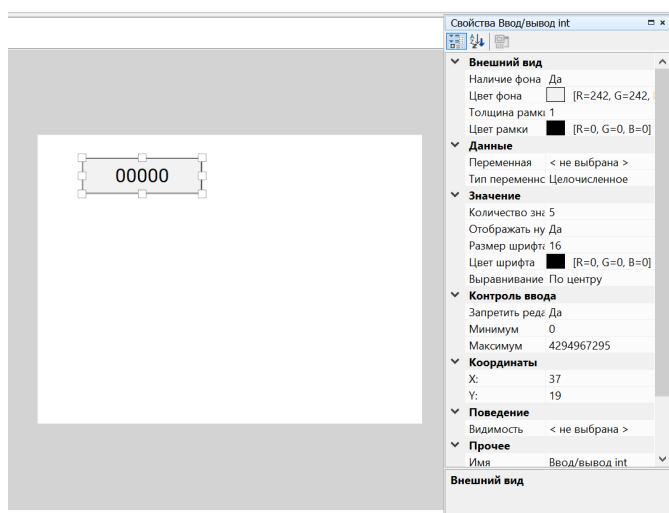 Свойства Ввод/вывод int
Внешний вид
Наличие фона Да
Цвет фона [R=242, G=242,
Толщина рамки 1
Цвет рамки [R=0, G=0, B=0]
Данные
Переменная < не выбрана >
Тип переменнс Целочисленное
Значение
Количество зна 5
Отображать ну Да
Размер шрифта 16
Цвет шрифта [R=0, G=0, B=0]
Выравнивание По центру
Контроль ввода
Запретить реда Да
Минимум 0
Максимум 4294967295
Координаты
X: 37
Y: 19
Поведение
Видимость < не выбрана >
Прочее
Имя Ввод/вывод int
Внешний вид
00000